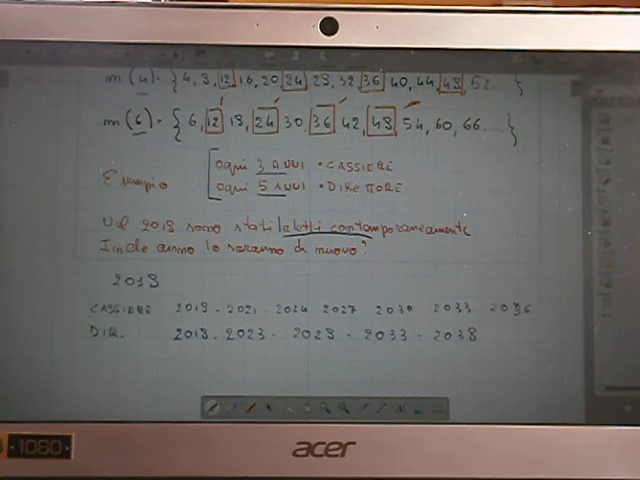 m(4) = {4, 8, 12, 16, 20, 24, 28, 32, 36, 40, 44, 48, 52 ... }
m(6) = {6, 12, 18, 24, 30, 36, 42, 48, 54, 60, 66 ... }
Esempio
ogni 3 ANNI • CASSIERE
ogni 5 ANNI • DIRETTORE
Nel 2018 sono stati eletti contemporaneamente
In che anno lo saranno di nuovo?
2018
CASSIERE 2018 - 2021 - 2024 2027 2030 2033 2036
DIR. 2018 - 2023 - 2028 - 2033 - 2038
1080
acer